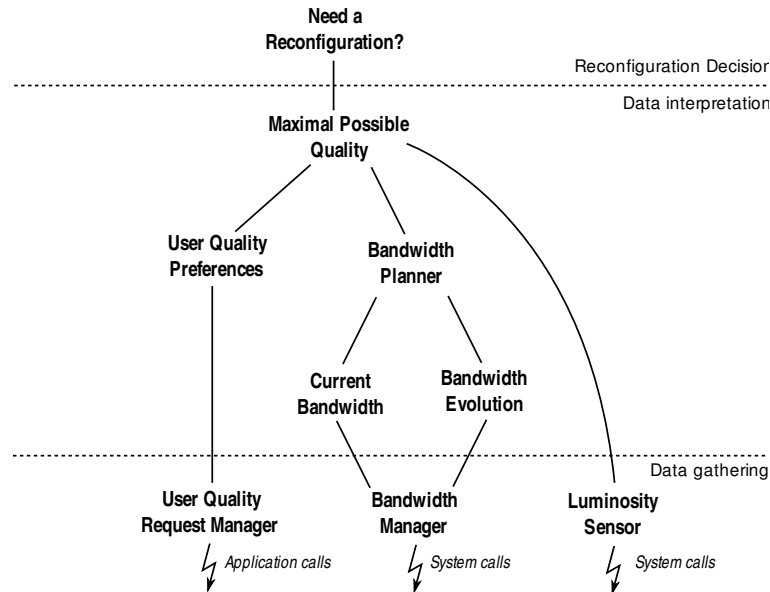 Need a
Reconfiguration?
Reconfiguration Decision
Data interpretation
Maximal Possible
Quality
User Quality
Preferences
Bandwidth
Planner
Current
Bandwidth
Bandwidth
Evolution
Data gathering
User Quality
Request Manager
Bandwidth
Manager
Luminosity
Sensor
Application calls
System calls
System calls